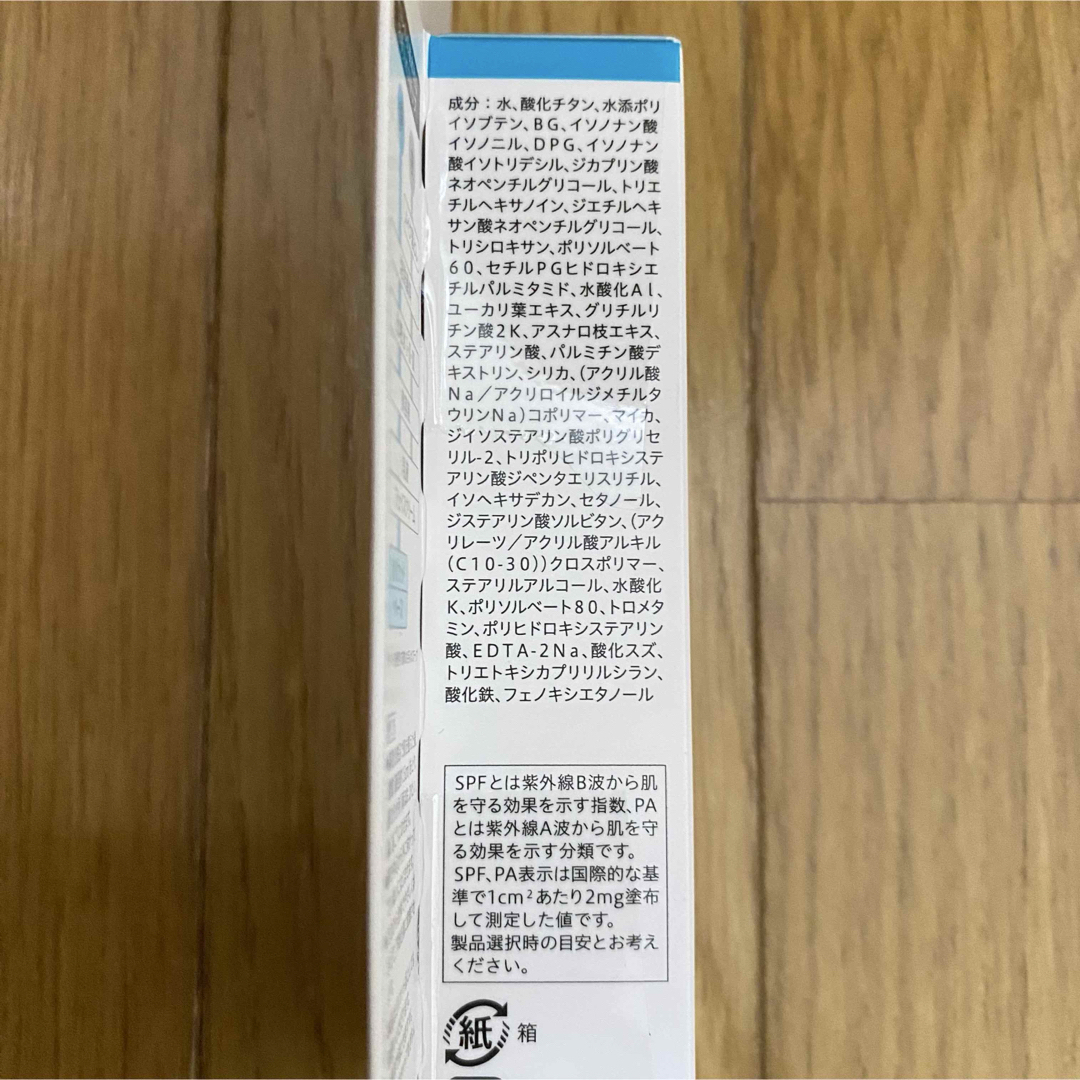 成分：水、酸化チタン、水添ポリ
イソブテン、BG、イソノナン酸
イソノニル、DPG、イソノナン
酸イソトリデシル、ジカプリン酸
ネオペンチルグリコール、トリエ
チルヘキサノイン、ジエチルヘキ
サン酸ネオペンチルグリコール、
トリシロキサン、ポリソルベート
60、セチルPGヒドロキシエ
チルパルミタミド、水酸化Al、
ユーカリ葉エキス、グリチルリ
チン酸2K、アスナロ枝エキス、
ステアリン酸、パルミチン酸デ
キストリン、シリカ、（アクリル酸
Na／アクリロイルジメチルタ
ウリンNa）コポリマー、マイカ、
ジイソステアリン酸ポリグリセ
リル-2、トリポリヒドロキシステ
アリン酸ジペンタエリスリチル、
イソヘキサデカン、セタノール、
ジステアリン酸ソルビタン、（アク
リレーツ／アクリル酸アルキル
（C10-30））クロスポリマー、
ステアリルアルコール、水酸化
K、ポリソルベート80、トロメタ
ミン、ポリヒドロキシステアリン
酸、EDTA-2Na、酸化スズ、
トリエトキシカプリリルシラン、
酸化鉄、フェノキシエタノール
SPFとは紫外線B波から肌
を守る効果を示す指数、PA
とは紫外線A波から肌を守
る効果を示す分類です。
SPF、PA表示は国際的な基
準で1cm²あたり2mg塗布
して測定した値です。
製品選択時の目安とお考え
ください。
紙 箱